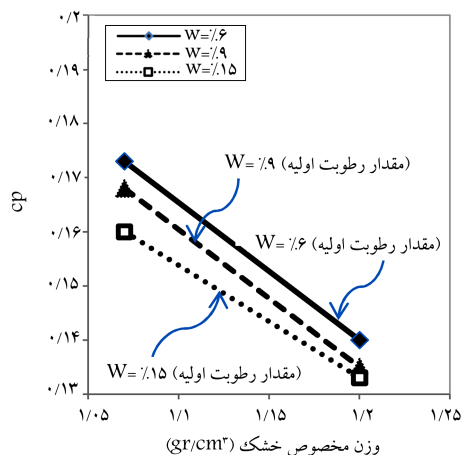 ۰/۲
۰/۱۹
۰/۱۸
۰/۱۷
۰/۱۶
۰/۱۵
۰/۱۴
۰/۱۳
cp
W=٪۶
W=٪۹
W=٪۱۵
W= ٪۹ (مقدار رطوبت اولیه)
W= ٪۶ (مقدار رطوبت اولیه)
W= ٪۱۵ (مقدار رطوبت اولیه)
۱/۰۵ ۱/۱ ۱/۱۵ ۱/۲ ۱/۲۵
وزن مخصوص خشک (gr/cm³)